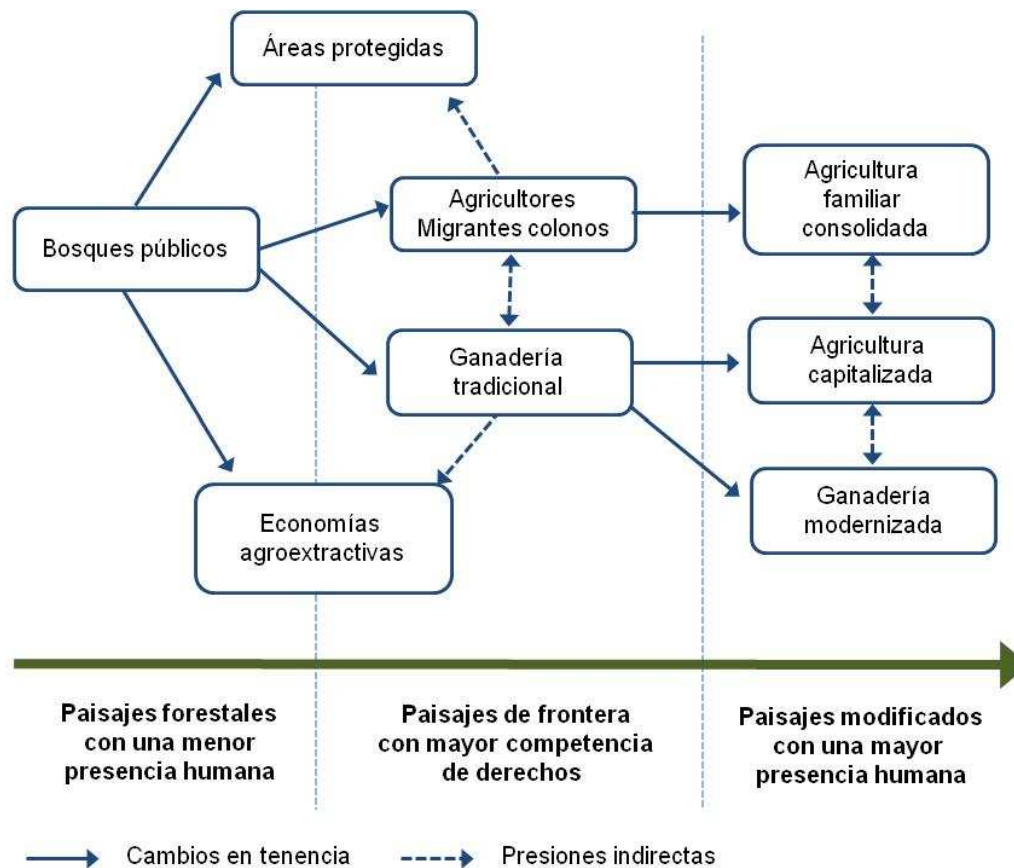 Áreas protegidas
Bosques públicos
Agricultores
Migrantes colonos
Agricultura
familiar
consolidada
Ganadería
tradicional
Agricultura
capitalizada
Economías
agroextractivas
Ganadería
modernizada
Paisajes forestales
con una menor
presencia humana
Paisajes de frontera
con mayor competencia
de derechos
Paisajes modificados
con una mayor
presencia humana
Cambios en tenencia
Presiones indirectas